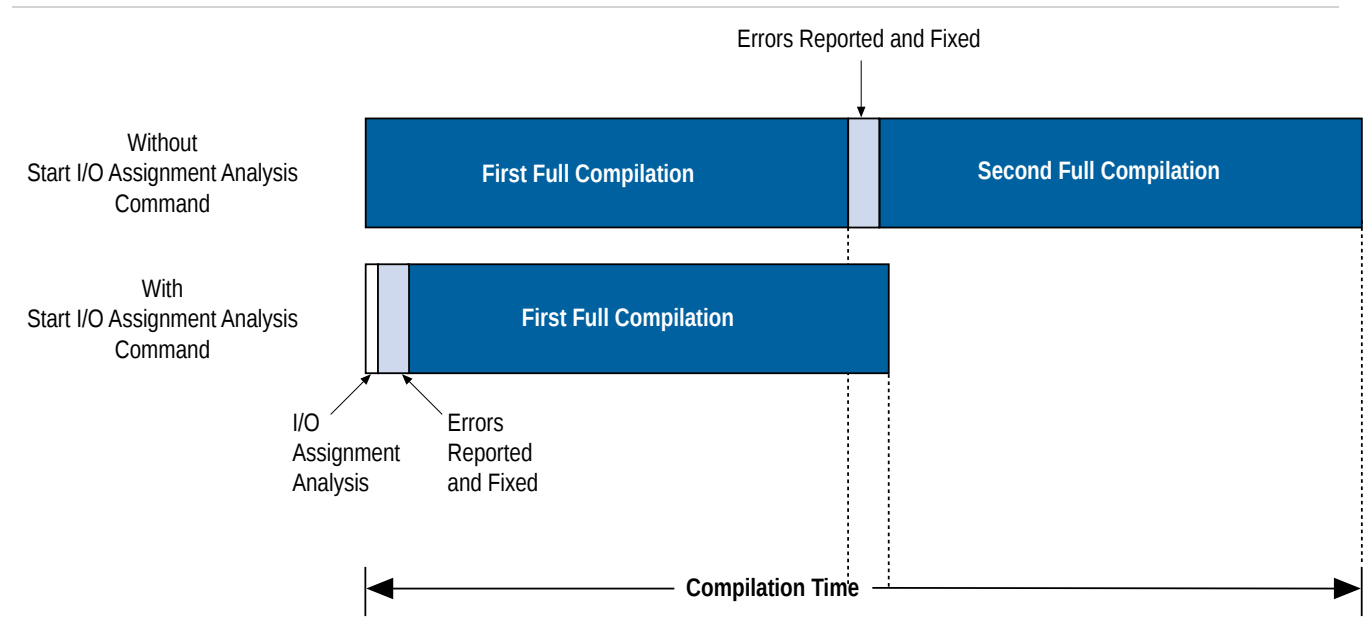 Errors Reported and Fixed
Without
Start I/O Assignment Analysis
Command
First Full Compilation
Second Full Compilation
With
Start I/O Assignment Analysis
Command
First Full Compilation
I/O
Assignment
Analysis
Errors
Reported
and Fixed
Compilation Time